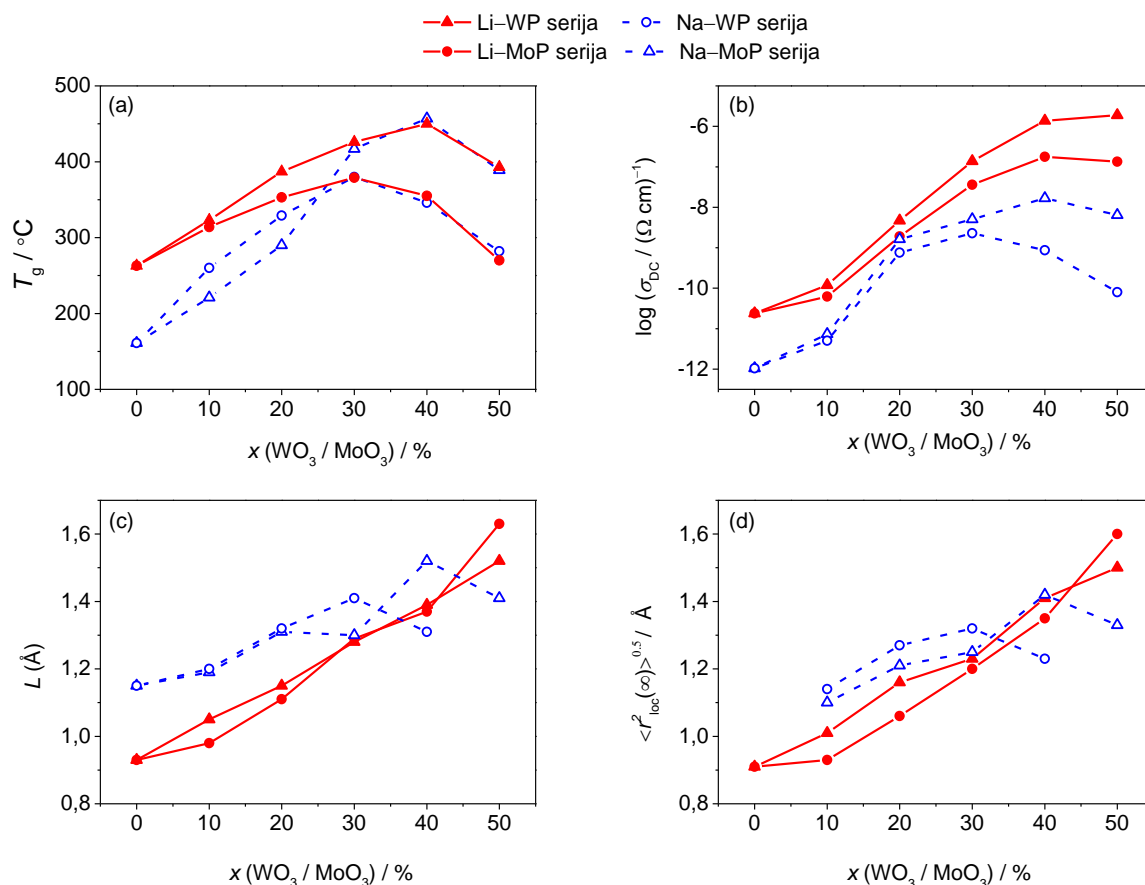 Li–WP serija Na–WP serija
Li–MoP serija Na–MoP serija
(a)
500
400
300
200
100
T_g / °C
0 10 20 30 40 50
x (WO₃ / MoO₃) / %
(b)
-6
-8
-10
-12
log (σ_DC / (Ω cm)⁻¹)
0 10 20 30 40 50
x (WO₃ / MoO₃) / %
(c)
1,6
1,4
1,2
1,0
0,8
L (Å)
0 10 20 30 40 50
x (WO₃ / MoO₃) / %
(d)
1,6
1,4
1,2
1,0
0,8
<r²_loc(∞)>^0.5 / Å
0 10 20 30 40 50
x (WO₃ / MoO₃) / %